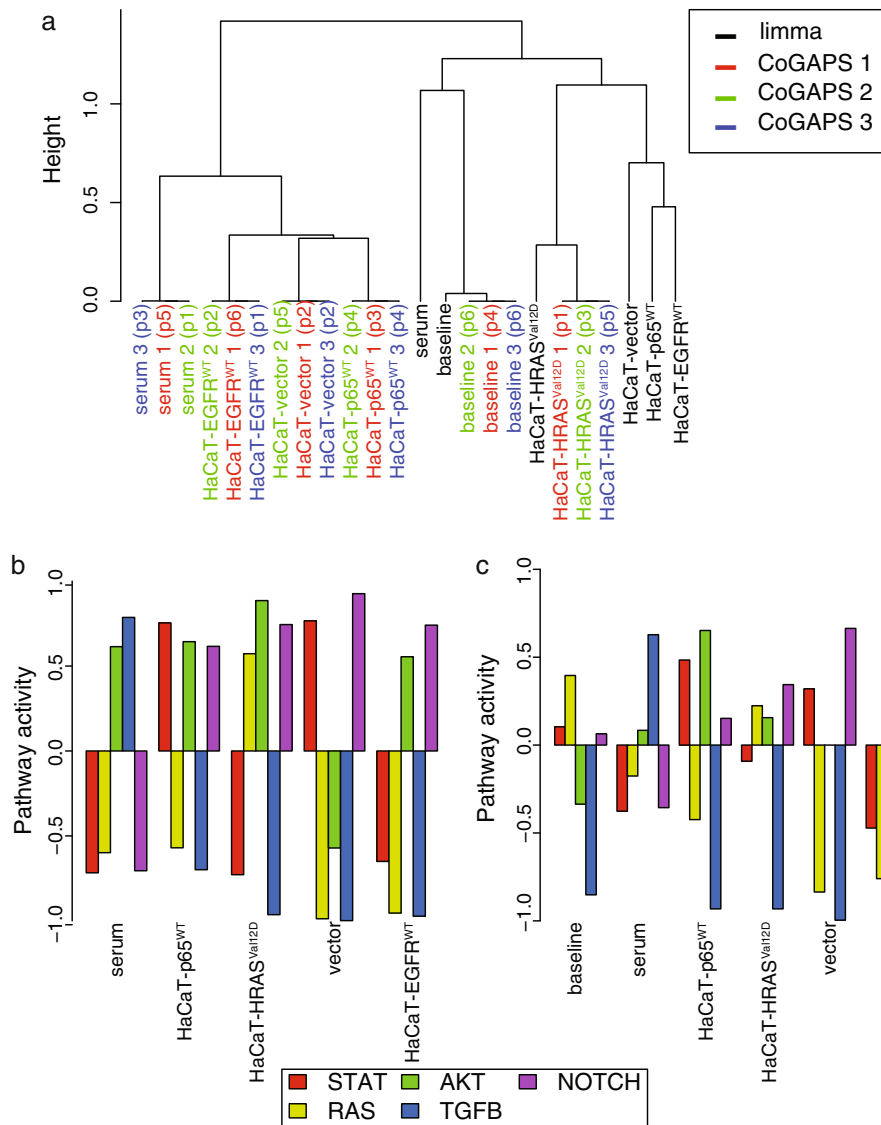 a
Height
0.0
0.5
1.0
limma
CoGAPS 1
CoGAPS 2
CoGAPS 3
serum 3 (p3)
serum 1 (p5)
serum 2 (p1)
HaCaT-EGFRWT 2 (p2)
HaCaT-EGFRWT 1 (p6)
HaCaT-EGFRWT 3 (p1)
HaCaT-vector 2 (p5)
HaCaT-vector 1 (p2)
HaCaT-vector 3 (p2)
HaCaT-p65WT 2 (p4)
HaCaT-p65WT 1 (p3)
HaCaT-p65WT 3 (p4)
serum
baseline
baseline 2 (p6)
baseline 1 (p4)
baseline 3 (p6)
HaCaT-HRASVal12D
HaCaT-HRASVal12D 1 (p1)
HaCaT-HRASVal12D 2 (p3)
HaCaT-HRASVal12D 3 (p5)
HaCaT-vector
HaCaT-p65WT
HaCaT-EGFRWT
b
Pathway activity
1.0
0.5
0.0
−0.5
−1.0
serum
HaCaT-p65WT
HaCaT-HRASVal12D
vector
HaCaT-EGFRWT
c
Pathway activity
1.0
0.5
0.0
−0.5
−1.0
baseline
serum
HaCaT-p65WT
HaCaT-HRASVal12D
vector
STAT
AKT
NOTCH
RAS
TGFB